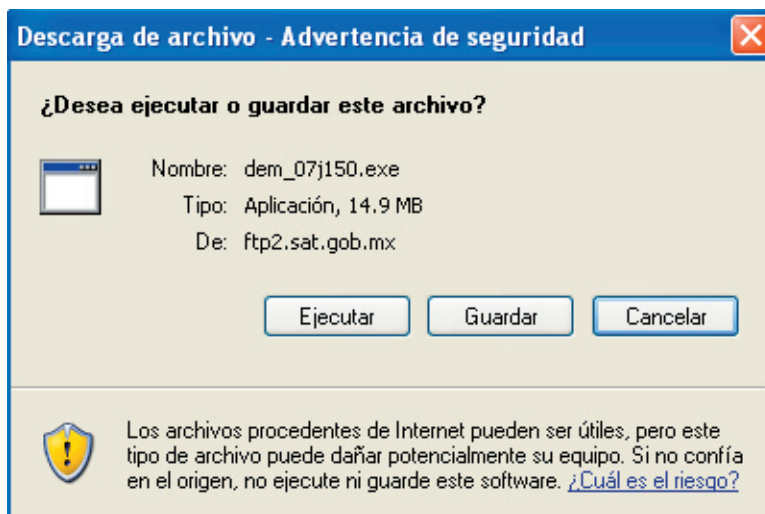 Descarga de archivo - Advertencia de seguridad
¿Desea ejecutar o guardar este archivo?
Nombre: dem_07j150.exe
Tipo: Aplicación, 14.9 MB
De: ftp2.sat.gob.mx
Ejecutar Guardar Cancelar
Los archivos procedentes de Internet pueden ser útiles, pero este
tipo de archivo puede dañar potencialmente su equipo. Si no confía
en el origen, no ejecute ni guarde este software. ¿Cuál es el riesgo?